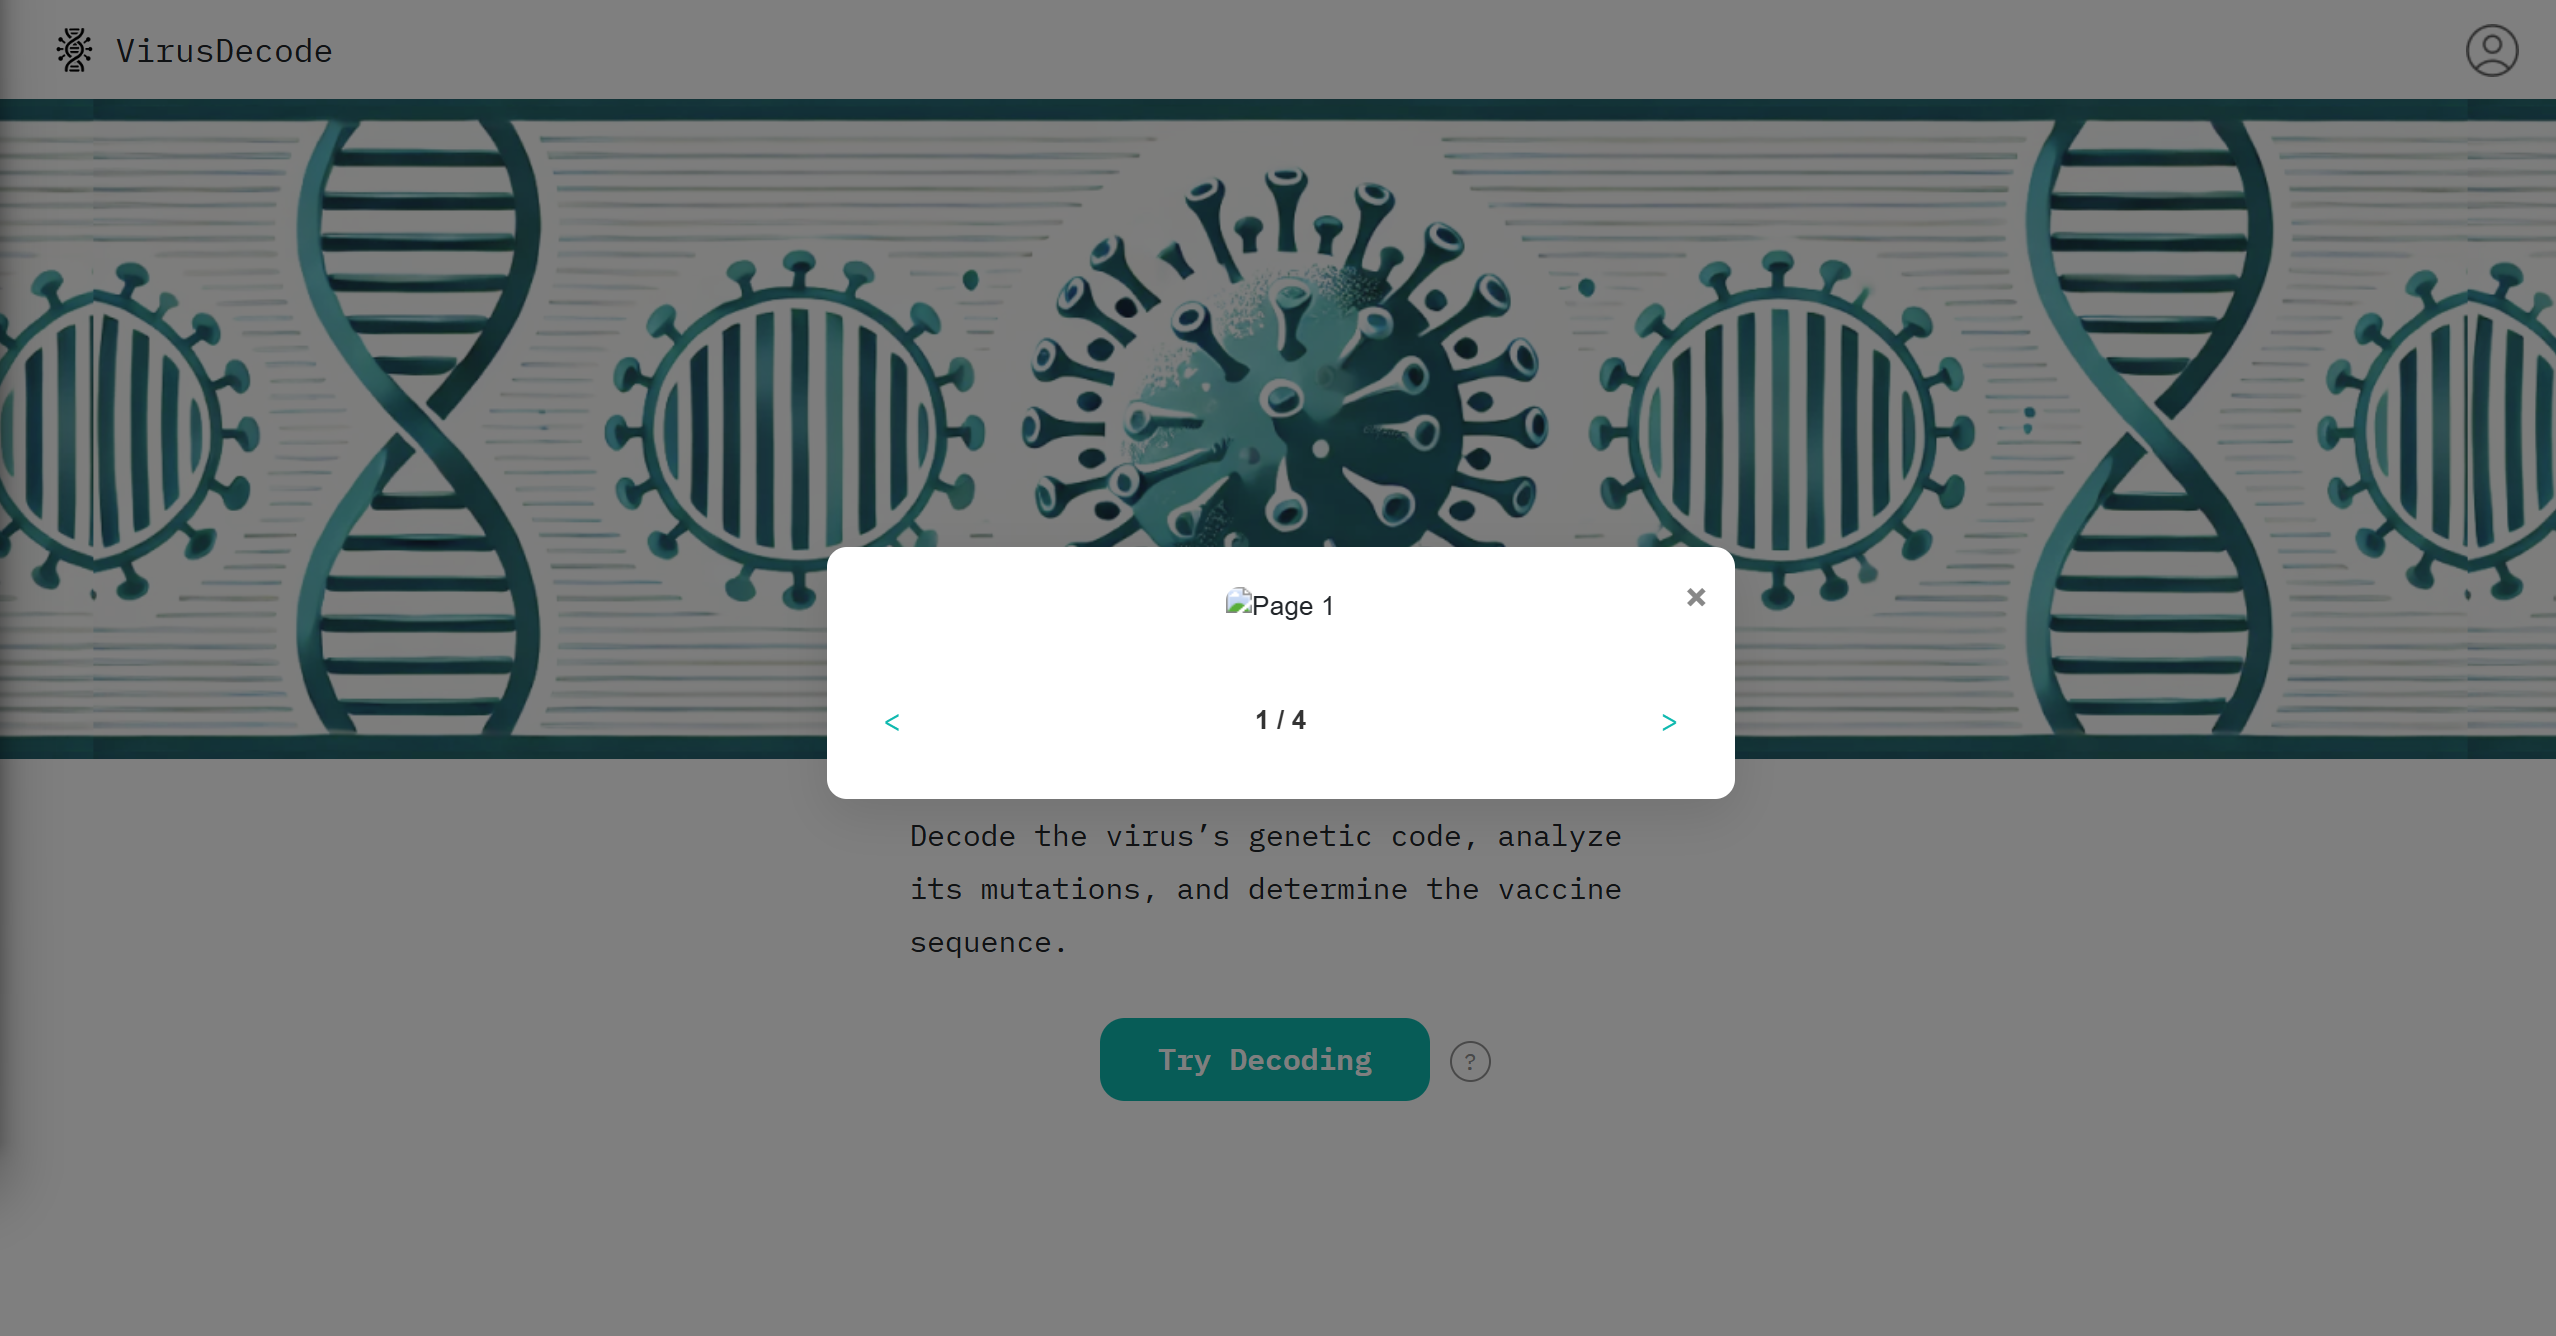 VirusDecode
Page 1
×
< 1 / 4 >
Decode the virus’s genetic code, analyze
its mutations, and determine the vaccine
sequence.
Try Decoding ?